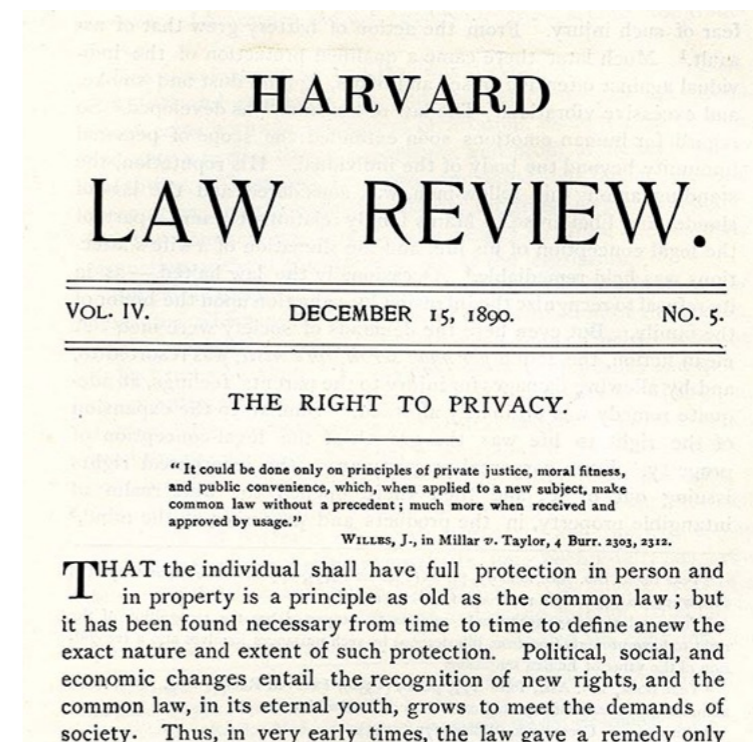 HARVARD
LAW REVIEW.
VOL. IV. DECEMBER 15, 1890. NO. 5.
THE RIGHT TO PRIVACY.
“ It could be done only on principles of private justice, moral fitness,
and public convenience, which, when applied to a new subject, make
common law without a precedent ; much more when received and
approved by usage.”
WILLES, J., in Millar v. Taylor, 4 Burr. 2303, 2312.
THAT the individual shall have full protection in person and
in property is a principle as old as the common law ; but
it has been found necessary from time to time to define anew the
exact nature and extent of such protection. Political, social, and
economic changes entail the recognition of new rights, and the
common law, in its eternal youth, grows to meet the demands of
society. Thus, in very early times, the law gave a remedy only